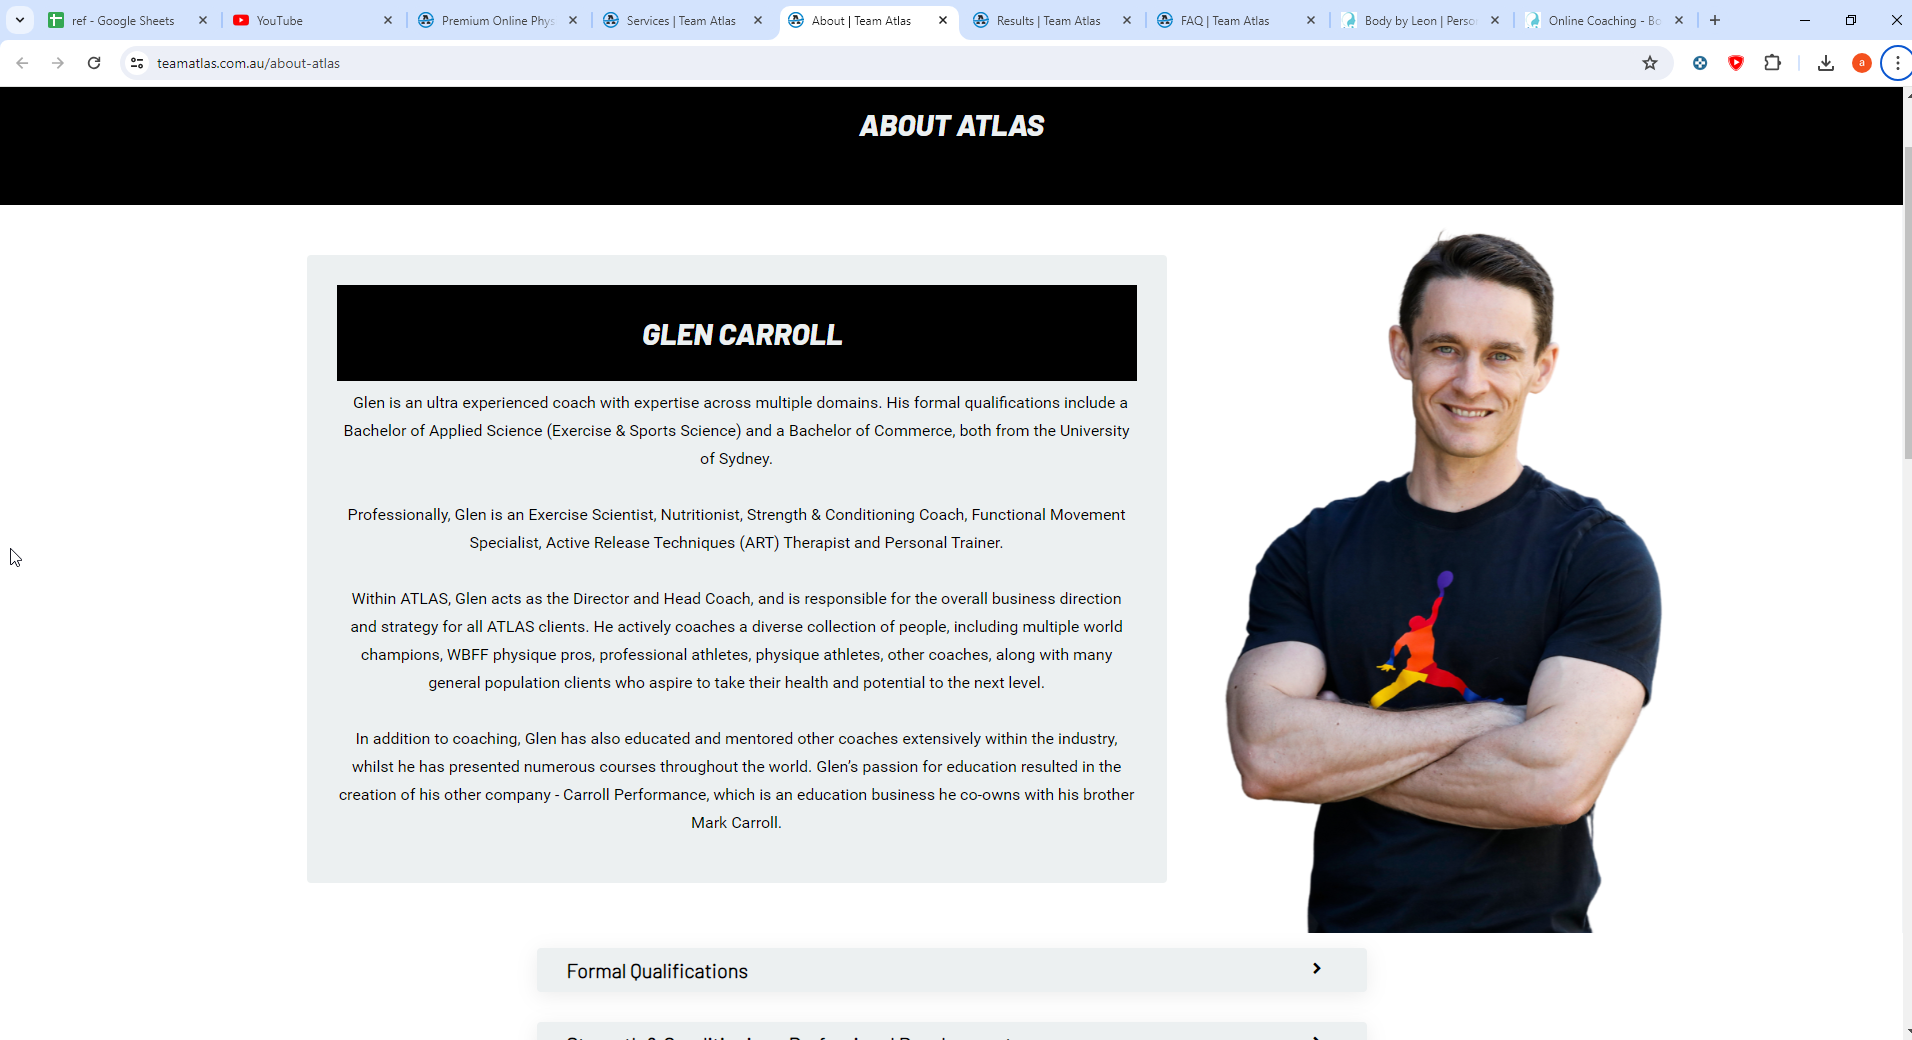 ref - Google Sheets
YouTube
Premium Online Phys
Services | Team Atlas
About | Team Atlas
Results | Team Atlas
FAQ | Team Atlas
Body by Leon | Perso
Online Coaching - Bo
teamatlas.com.au/about-atlas
a
ABOUT ATLAS
GLEN CARROLL
Glen is an ultra experienced coach with expertise across multiple domains. His formal qualifications include a
Bachelor of Applied Science (Exercise & Sports Science) and a Bachelor of Commerce, both from the University
of Sydney.
Professionally, Glen is an Exercise Scientist, Nutritionist, Strength & Conditioning Coach, Functional Movement
Specialist, Active Release Techniques (ART) Therapist and Personal Trainer.
Within ATLAS, Glen acts as the Director and Head Coach, and is responsible for the overall business direction
and strategy for all ATLAS clients. He actively coaches a diverse collection of people, including multiple world
champions, WBFF physique pros, professional athletes, physique athletes, other coaches, along with many
general population clients who aspire to take their health and potential to the next level.
In addition to coaching, Glen has also educated and mentored other coaches extensively within the industry,
whilst he has presented numerous courses throughout the world. Glen’s passion for education resulted in the
creation of his other company - Carroll Performance, which is an education business he co-owns with his brother
Mark Carroll.
Formal Qualifications